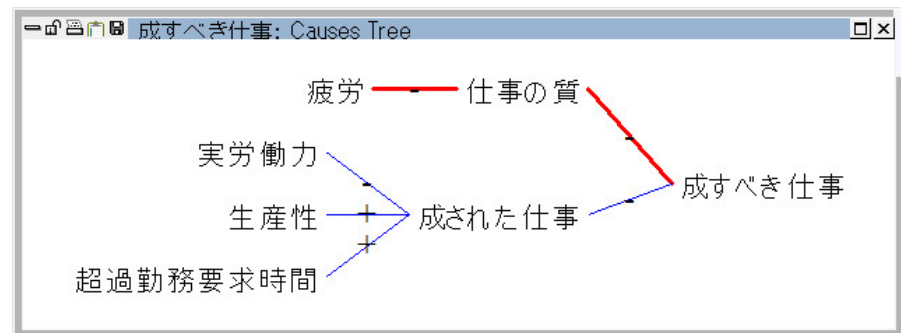 成すべき仕事: Causes Tree
疲労 - 仕事の質
-
実労働力
-
成すべき仕事
生産性 + 成された仕事 -
+
超過勤務要求時間